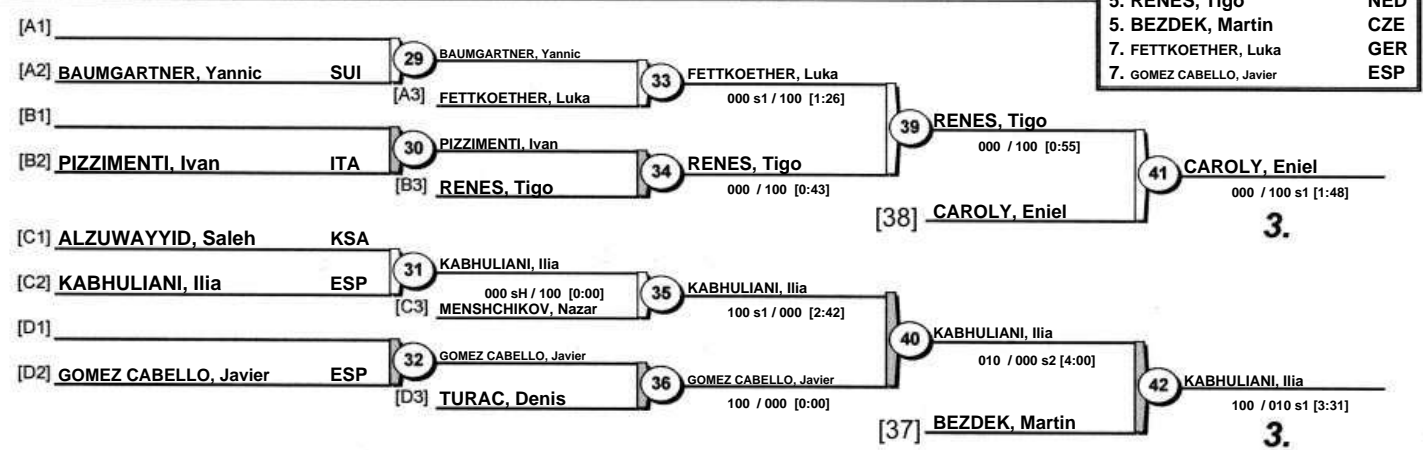 5. RENES, Tigo NED
5. BEZDEK, Martin CZE
7. FETTKOETHER, Luka GER
7. GOMEZ CABELLO, Javier ESP
[A1]
[A2] BAUMGARTNER, Yannic SUI
29
BAUMGARTNER, Yannic
[A3] FETTKOETHER, Luka
33
FETTKOETHER, Luka
000 s1 / 100 [1:26]
[B1]
[B2] PIZZIMENTI, Ivan ITA
30
PIZZIMENTI, Ivan
[B3] RENES, Tigo
34
RENES, Tigo
000 / 100 [0:43]
39
RENES, Tigo
000 / 100 [0:55]
[38] CAROLY, Eniel
41
CAROLY, Eniel
000 / 100 s1 [1:48]
3.
[C1] ALZUWAYYID, Saleh KSA
[C2] KABHULIANI, Ilia ESP
31
KABHULIANI, Ilia
000 sH / 100 [0:00]
[C3] MENSHCHIKOV, Nazar
35
KABHULIANI, Ilia
100 s1 / 000 [2:42]
[D1]
[D2] GOMEZ CABELLO, Javier ESP
32
GOMEZ CABELLO, Javier
[D3] TURAC, Denis
36
GOMEZ CABELLO, Javier
100 / 000 [0:00]
40
KABHULIANI, Ilia
010 / 000 s2 [4:00]
[37] BEZDEK, Martin
42
KABHULIANI, Ilia
100 / 010 s1 [3:31]
3.